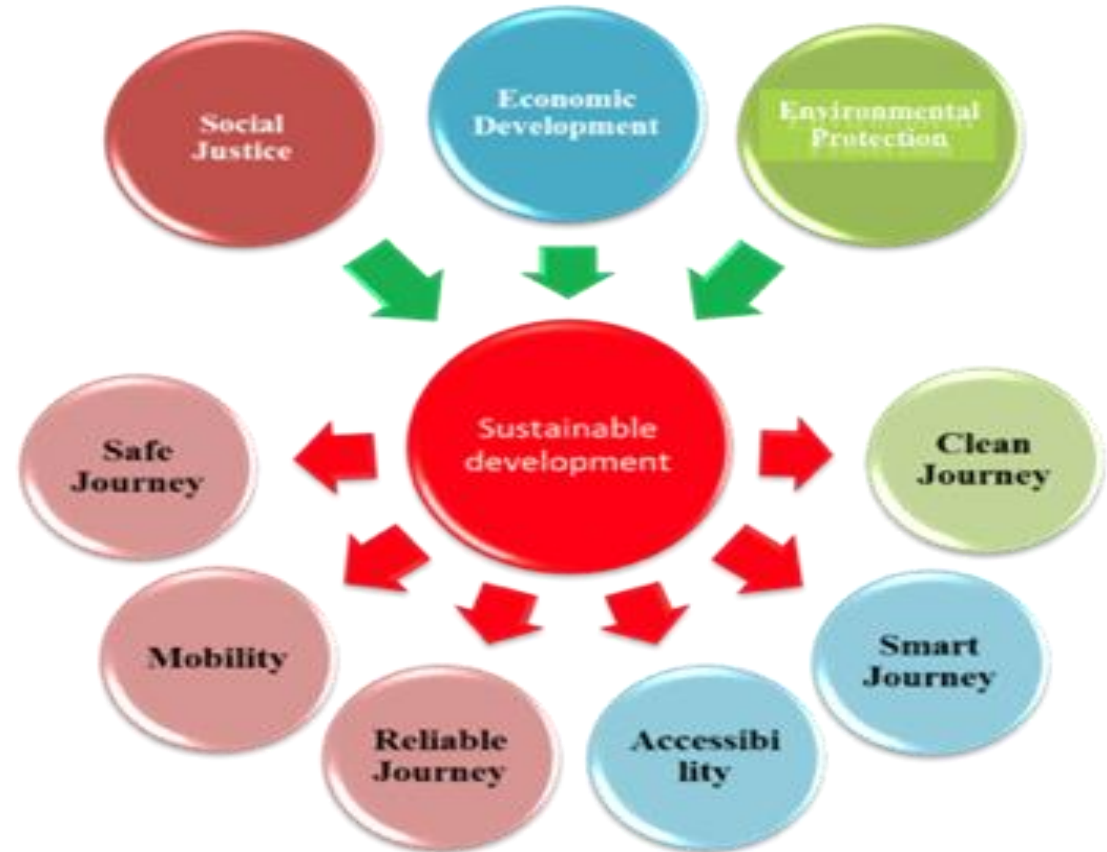 Social
Justice
Economic
Development
Environmental
Protection
Sustainable
development
Safe
Journey
Clean
Journey
Mobility
Smart
Journey
Reliable
Journey
Accessibi
lity